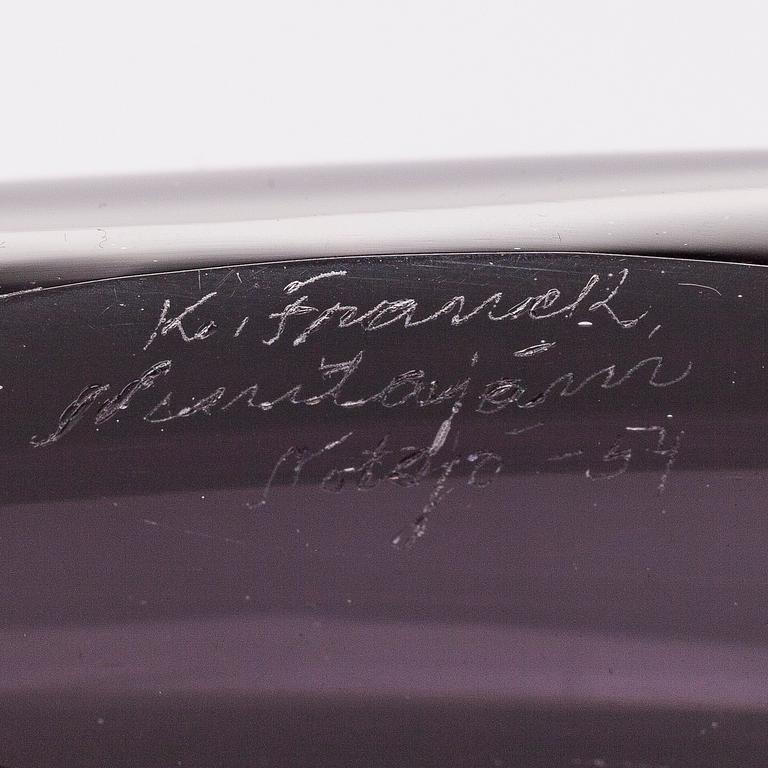 K. Franck,
Nuutajärvi
Notsjö -57